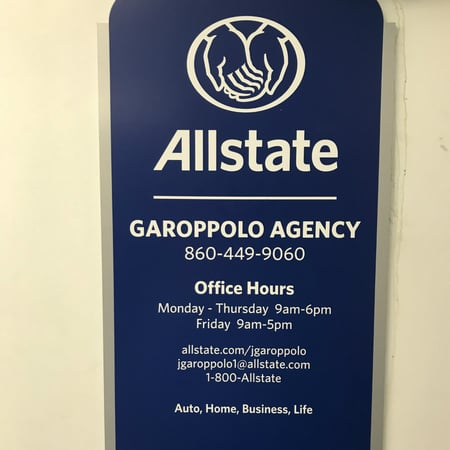 Allstate
GAROPPOLO AGENCY
860-449-9060
Office Hours
Monday - Thursday 9am-6pm
Friday 9am-5pm
allstate.com/jgaroppolo
jgaroppolo1@allstate.com
1-800-Allstate
Auto, Home, Business, Life